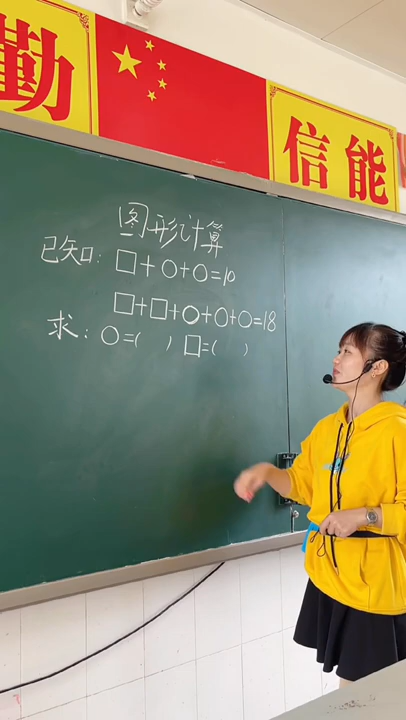 勤
信能
图形计算
已知：□+○+○=10
□+□+○+○+○=18
求：○=( ) □=( )